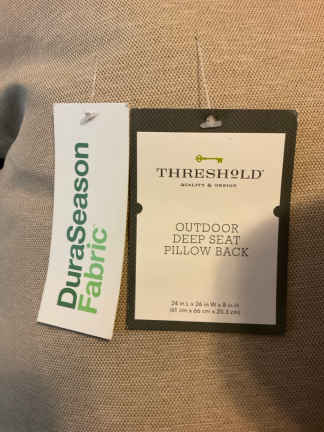 DuraSeason
Fabric™
THRESHOLD
QUALITY & DESIGN
OUTDOOR
DEEP SEAT
PILLOW BACK
24 in L x 26 in W x 8 in H
(61 cm x 66 cm x 20.3 cm)